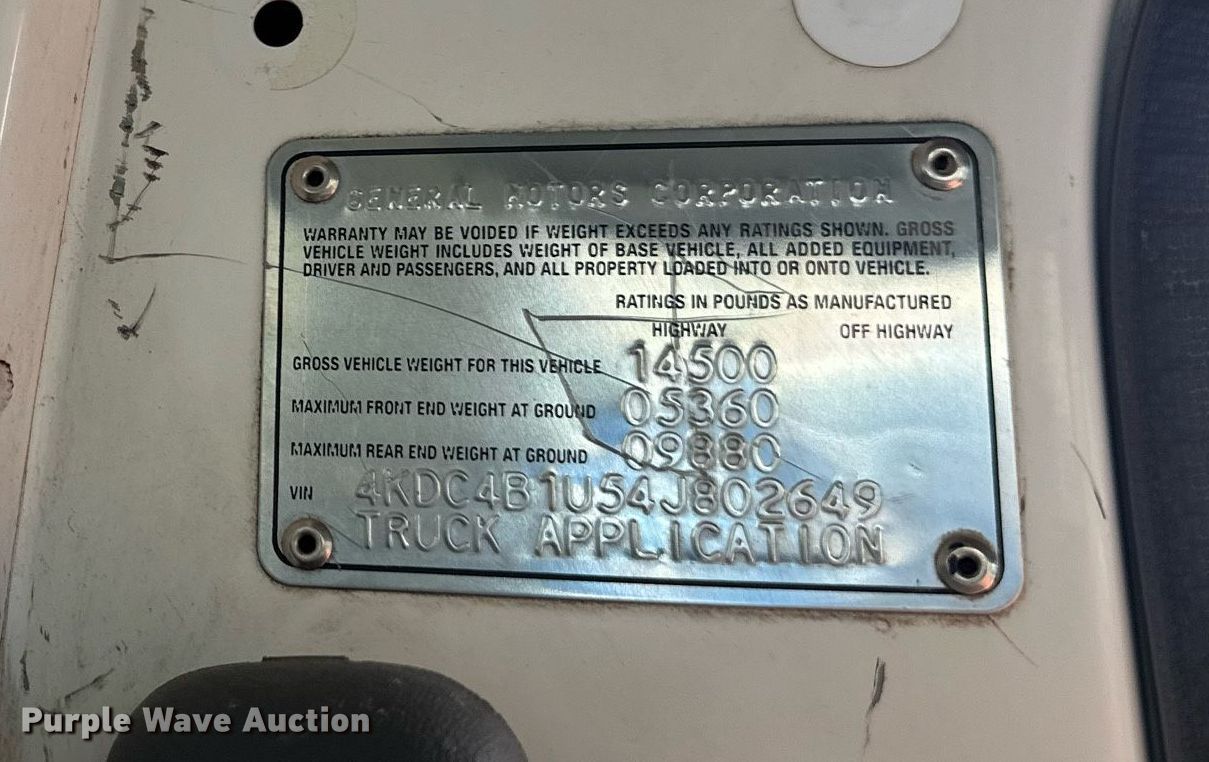 GENERAL MOTORS CORPORATION
WARRANTY MAY BE VOIDED IF WEIGHT EXCEEDS ANY RATINGS SHOWN. GROSS
VEHICLE WEIGHT INCLUDES WEIGHT OF BASE VEHICLE, ALL ADDED EQUIPMENT,
DRIVER AND PASSENGERS, AND ALL PROPERTY LOADED INTO OR ONTO VEHICLE.
RATINGS IN POUNDS AS MANUFACTURED
HIGHWAY OFF HIGHWAY
GROSS VEHICLE WEIGHT FOR THIS VEHICLE 14500
MAXIMUM FRONT END WEIGHT AT GROUND 05360
MAXIMUM REAR END WEIGHT AT GROUND 09880
VIN 4KDC4B1U54J802649
TRUCK APPLICATION
Purple Wave Auction